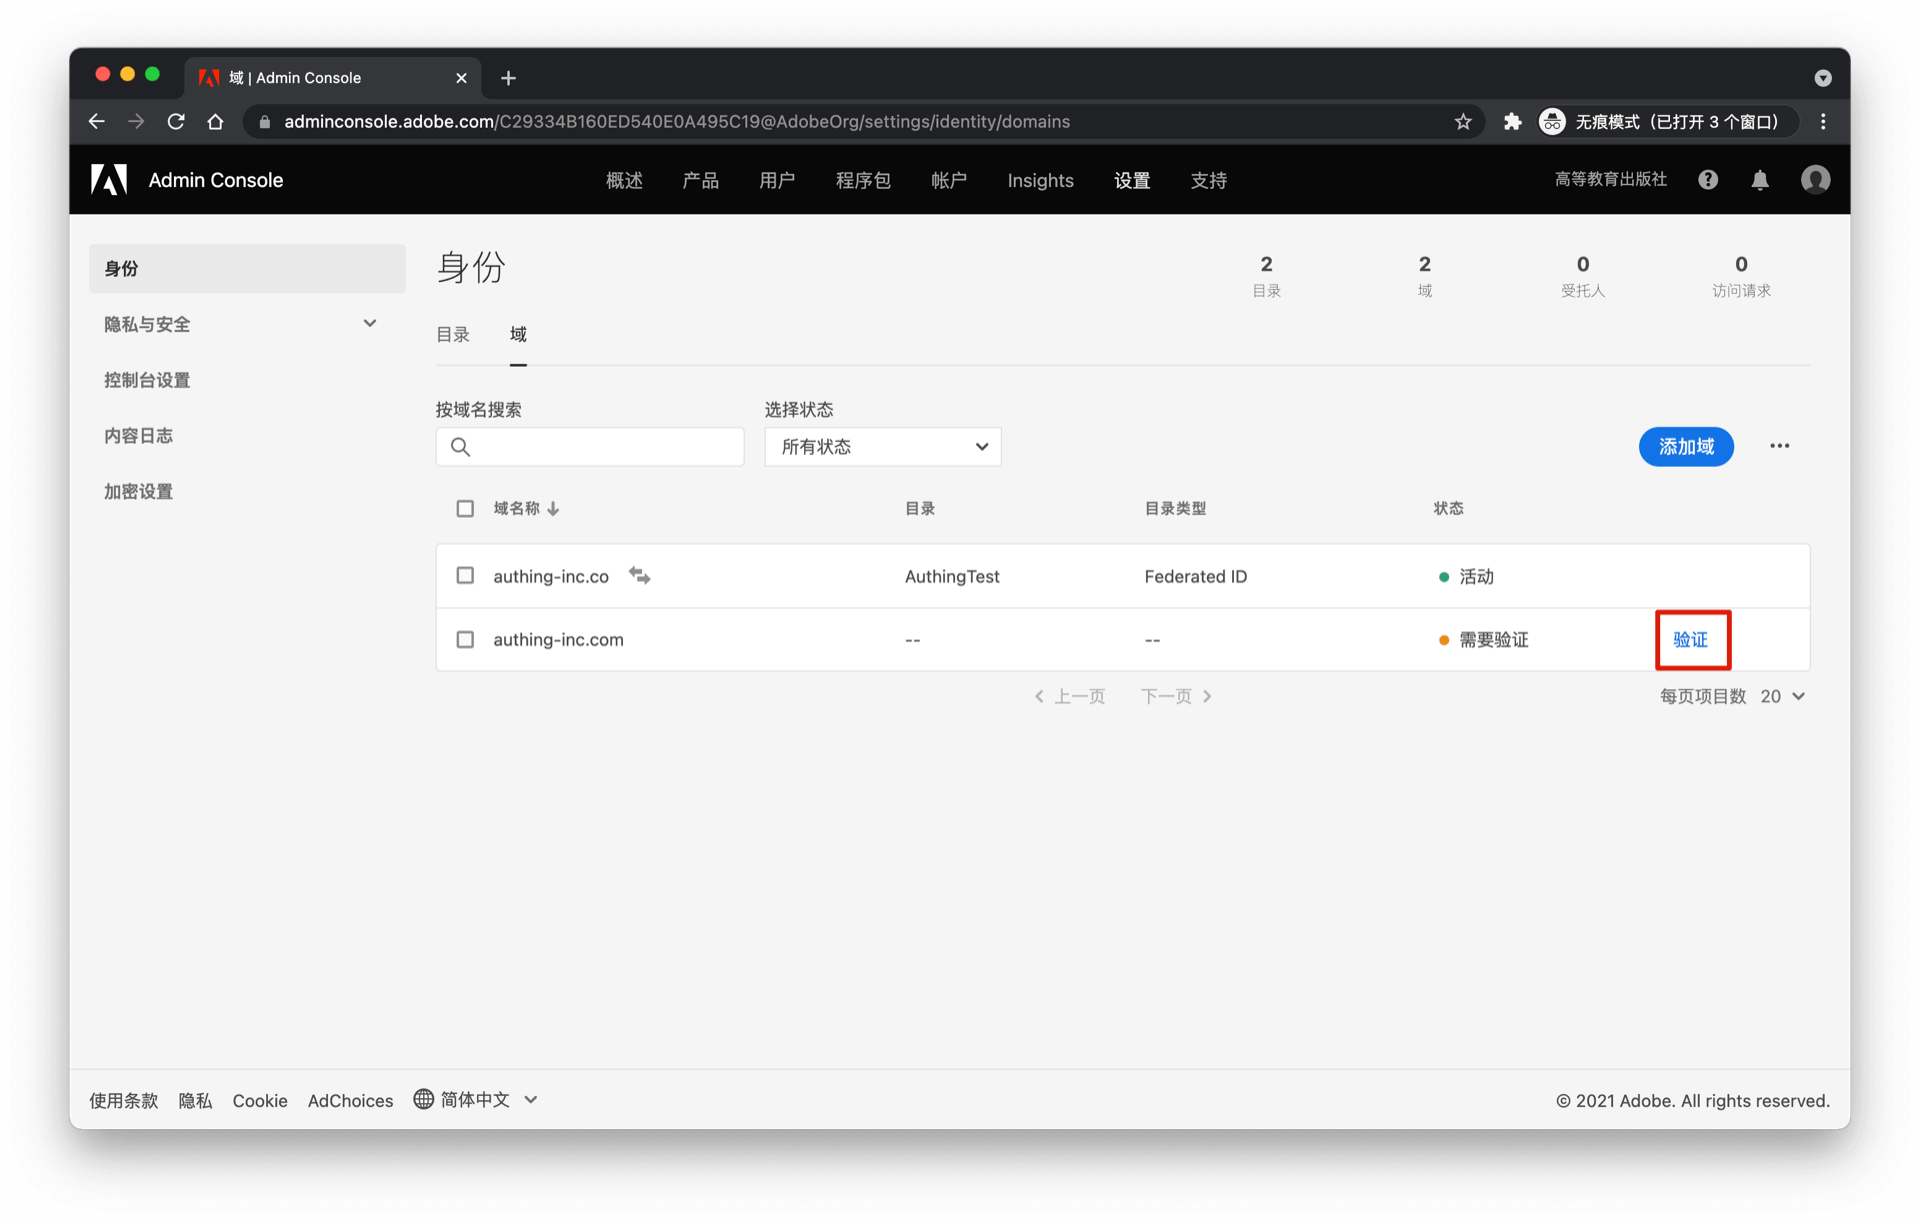 域 | Admin Console
adminconsole.adobe.com/C29334B160ED540E0A495C19@AdobeOrg/settings/identity/domains
无痕模式（已打开 3 个窗口）
Admin Console
概述 产品 用户 程序包 帐户 Insights 设置 支持
高等教育出版社
身份
隐私与安全
控制台设置
内容日志
加密设置
身份
2 2 0 0
目录 域 受托人 访问请求
目录 域
按域名搜索 选择状态
所有状态
添加域
域名称 目录 目录类型 状态
authing-inc.co AuthingTest Federated ID 活动
authing-inc.com -- -- 需要验证 验证
上一页 下一页 每页项目数 20
使用条款 隐私 Cookie AdChoices 简体中文
© 2021 Adobe. All rights reserved.